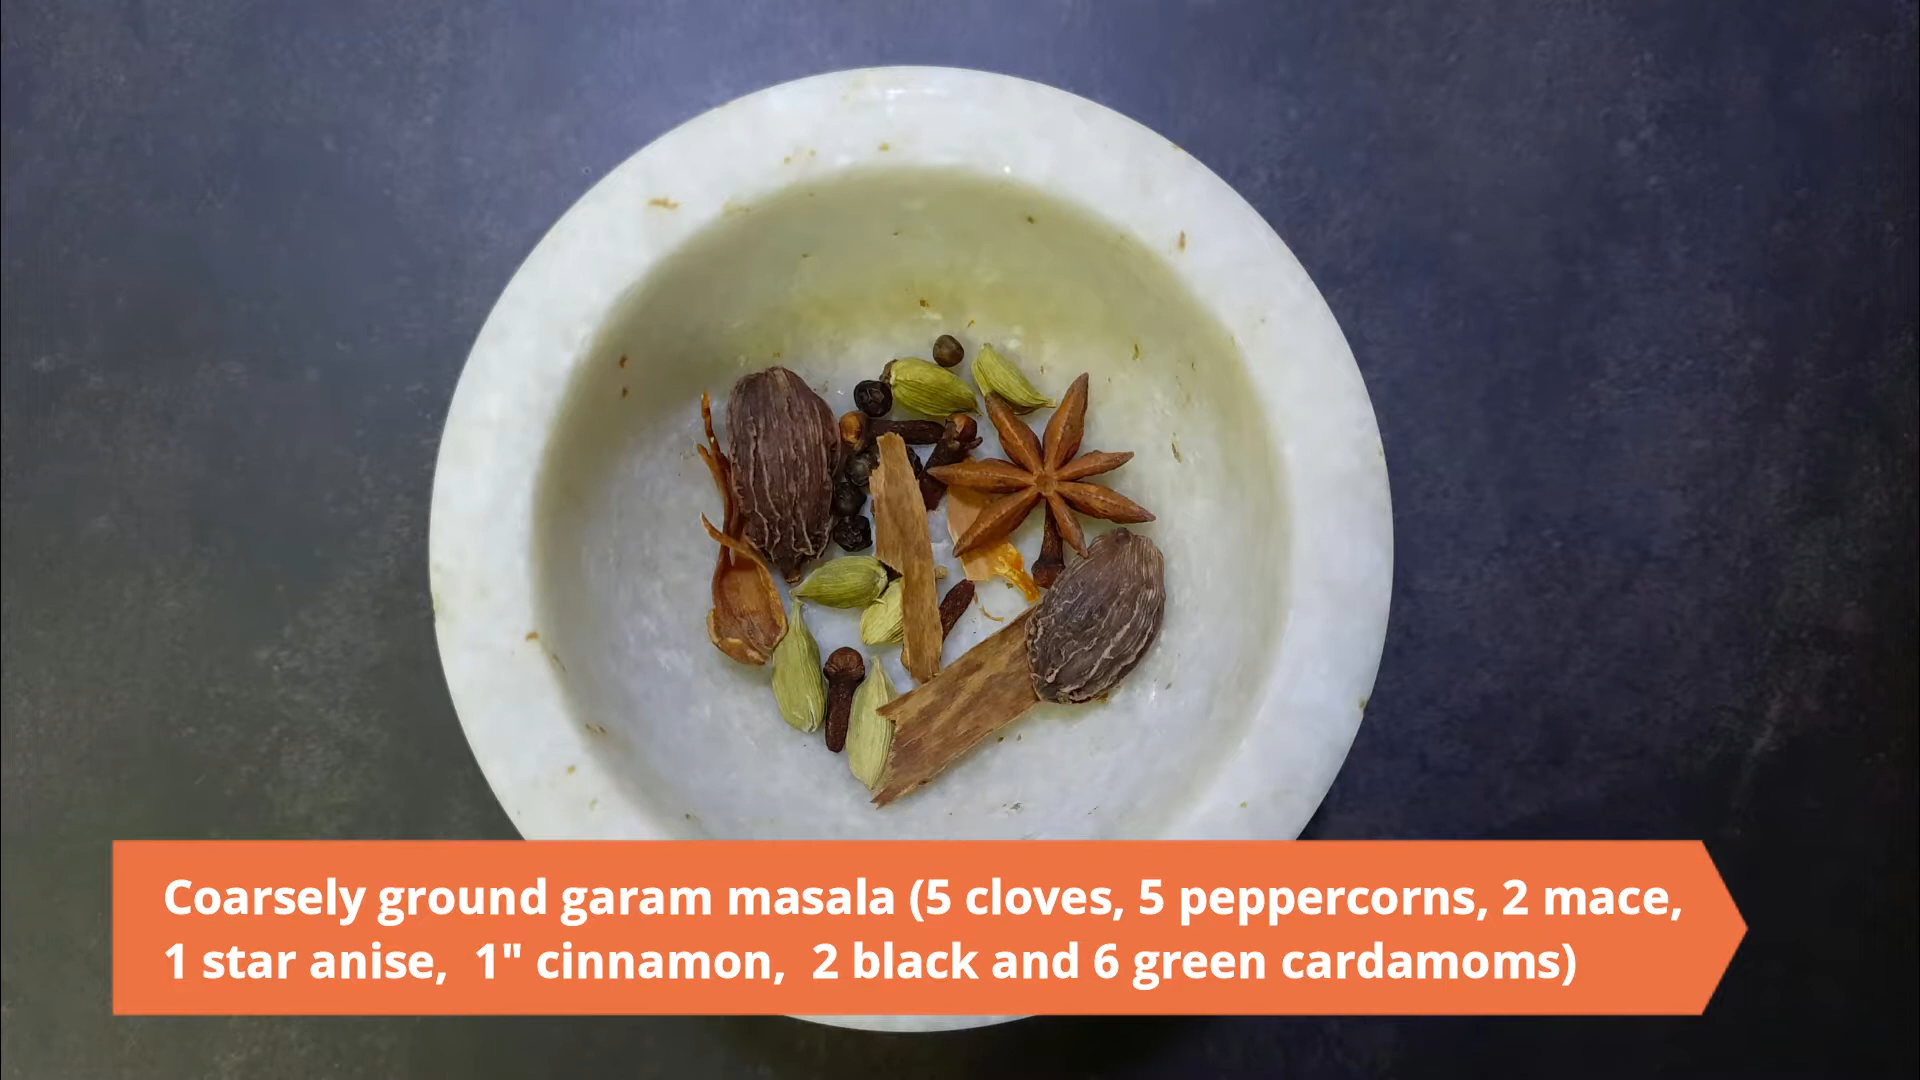 Coarsely ground garam masala (5 cloves, 5 peppercorns, 2 mace,
1 star anise,  1" cinnamon,  2 black and 6 green cardamoms)